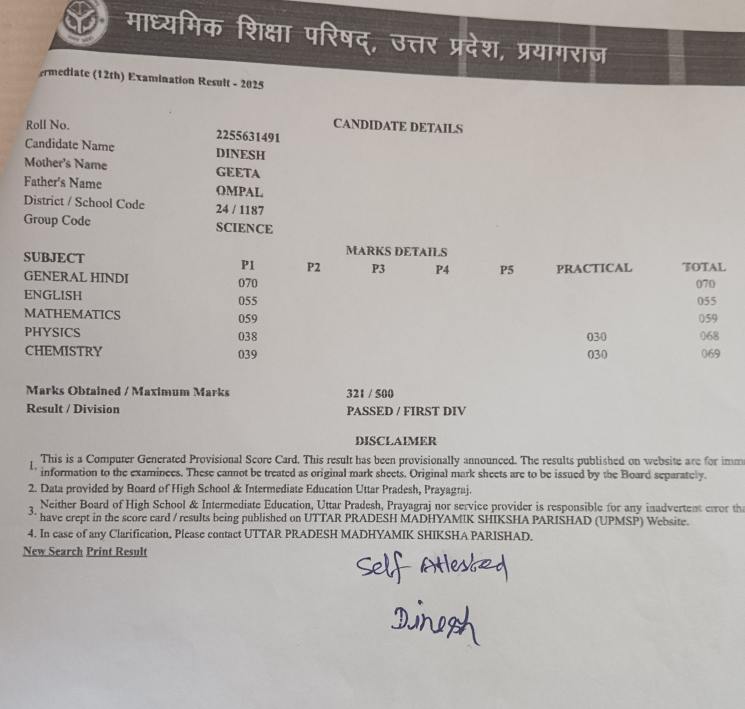 माध्यमिक शिक्षा परिषद्, उत्तर प्रदेश, प्रयागराज
ermediate (12th) Examination Result - 2025
CANDIDATE DETAILS
Roll No. 2255631491
Candidate Name DINESH
Mother's Name GEETA
Father's Name OMPAL
District / School Code 24 / 1187
Group Code SCIENCE
MARKS DETAILS
SUBJECT P1 P2 P3 P4 P5 PRACTICAL TOTAL
GENERAL HINDI 070 070
ENGLISH 055 055
MATHEMATICS 059 059
PHYSICS 038 030 068
CHEMISTRY 039 030 069
Marks Obtained / Maximum Marks 321 / 500
Result / Division PASSED / FIRST DIV
DISCLAIMER
1. This is a Computer Generated Provisional Score Card. This result has been provisionally announced. The results published on website are for imm
information to the examinees. These cannot be treated as original mark sheets. Original mark sheets are to be issued by the Board separately.
2. Data provided by Board of High School & Intermediate Education Uttar Pradesh, Prayagraj.
3. Neither Board of High School & Intermediate Education, Uttar Pradesh, Prayagraj nor service provider is responsible for any inadvertent error tha
have crept in the score card / results being published on UTTAR PRADESH MADHYAMIK SHIKSHA PARISHAD (UPMSP) Website.
4. In case of any Clarification, Please contact UTTAR PRADESH MADHYAMIK SHIKSHA PARISHAD.
New Search Print Result
Self Attested
Dinesh